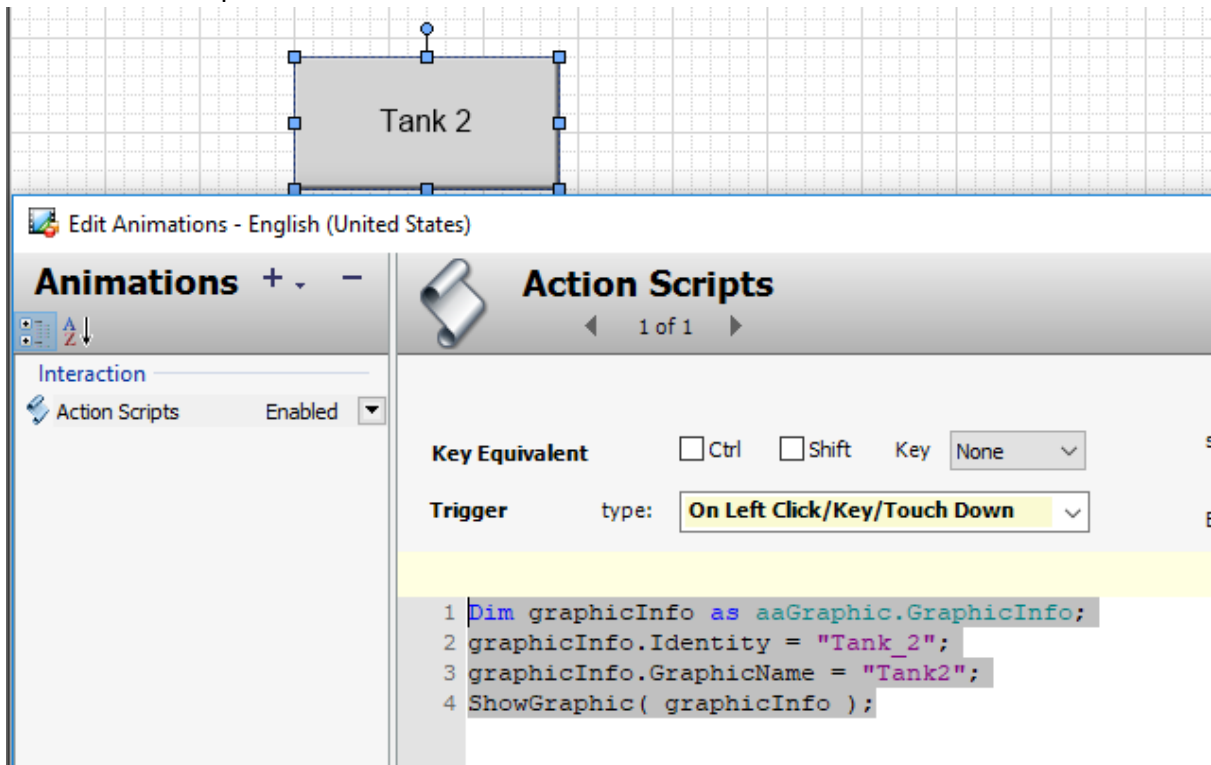 Tank 2
Edit Animations - English (United States)
Animations
Action Scripts
1 of 1
Interaction
Action Scripts Enabled
Key Equivalent Ctrl Shift Key None
Trigger type: On Left Click/Key/Touch Down
1 Dim graphicInfo as aaGraphic.GraphicInfo;
2 graphicInfo.Identity = "Tank_2";
3 graphicInfo.GraphicName = "Tank2";
4 ShowGraphic( graphicInfo );